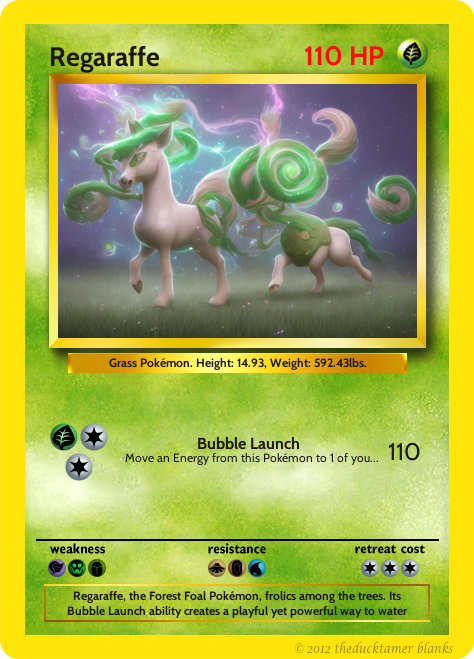 Regaraffe 110 HP
Grass Pokémon. Height: 14.93, Weight: 592.43lbs.
Bubble Launch
Move an Energy from this Pokémon to 1 of you... 110
weakness resistance retreat cost
Regaraffe, the Forest Foal Pokémon, frolics among the trees. Its
Bubble Launch ability creates a playful yet powerful way to water
© 2012 theducktamer blanks